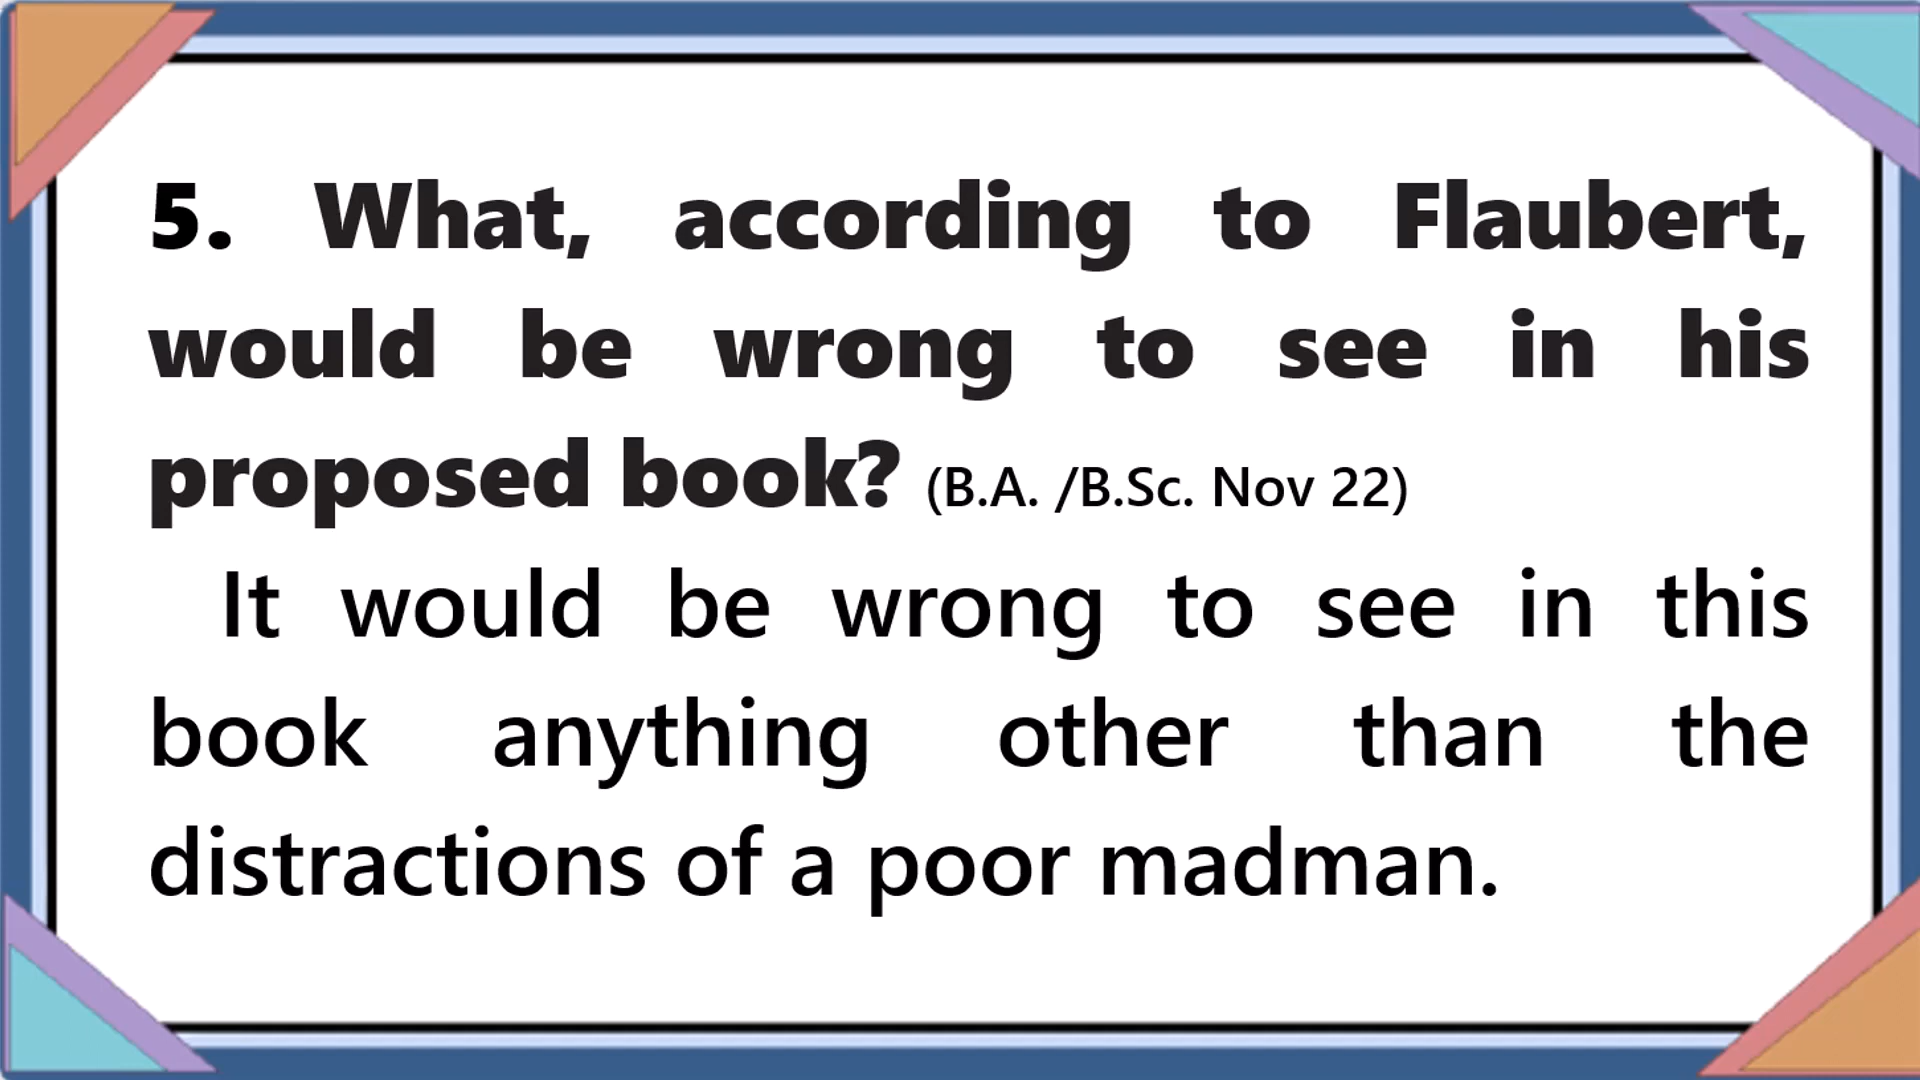 5. What, according to Flaubert,
would be wrong to see in his
proposed book? (B.A. /B.Sc. Nov 22)
It would be wrong to see in this
book anything other than the
distractions of a poor madman.